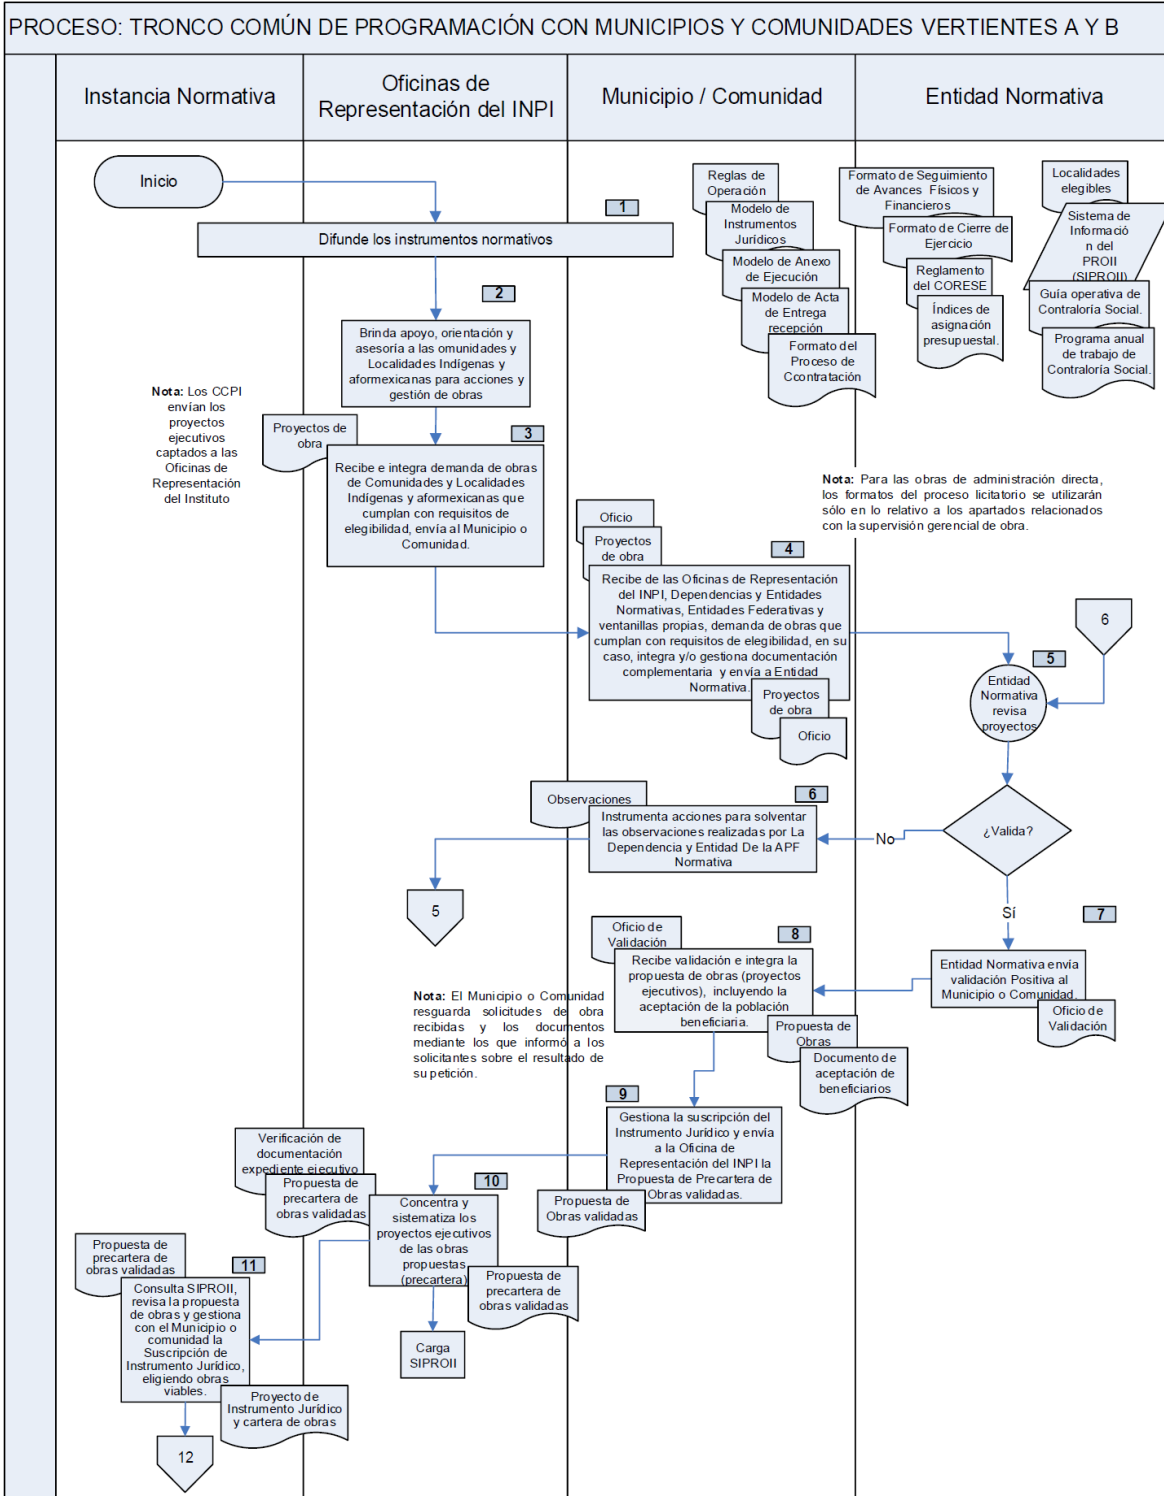 PROCESO: TRONCO COMÚN DE PROGRAMACIÓN CON MUNICIPIOS Y COMUNIDADES VERTIENTES A Y B
Instancia Normativa
Oficinas de
Representación del INPI
Municipio / Comunidad
Entidad Normativa
Inicio
1
Difunde los instrumentos normativos
Reglas de
Operación
Modelo de
Instrumentos
Jurídicos
Modelo de Anexo
de Ejecución
Modelo de Acta
de Entrega
recepción
Formato del
Proceso de
Ccontratación
Formato de Seguimiento
de Avances Físicos y
Financieros
Formato de Cierre de
Ejercicio
Reglamento
del CORESE
Índices de
asignación
presupuestal.
Localidades
elegibles
Sistema de
Informació
n del
PROII
(SIPROII)
Guía operativa de
Contraloría Social.
Programa anual
de trabajo de
Contraloría Social.
2
Brinda apoyo, orientación y
asesoría a las omunidades y
Localidades Indígenas y
aformexicanas para acciones y
gestión de obras
Nota: Los CCPI
envían los
proyectos
ejecutivos
captados a las
Oficinas de
Representación
del Instituto
Proyectos de
obra
3
Recibe e integra demanda de obras
de Comunidades y Localidades
Indígenas y aformexicanas que
cumplan con requisitos de
elegibilidad, envía al Municipio o
Comunidad.
Nota: Para las obras de administración directa,
los formatos del proceso licitatorio se utilizarán
sólo en lo relativo a los apartados relacionados
con la supervisión gerencial de obra.
Oficio
Proyectos
de obra
4
Recibe de las Oficinas de Representación
del INPI, Dependencias y Entidades
Normativas, Entidades Federativas y
ventanillas propias, demanda de obras que
cumplan con requisitos de elegibilidad, en su
caso, integra y/o gestiona documentación
complementaria y envía a Entidad
Normativa.
Proyectos
de obra
Oficio
6
5
Entidad
Normativa
revisa
proyectos
¿Valida?
No
Sí
Observaciones
6
Instrumenta acciones para solventar
las observaciones realizadas por La
Dependencia y Entidad De la APF
Normativa
5
7
Entidad Normativa envía
validación Positiva al
Municipio o Comunidad.
Oficio de
Validación
Oficio de
Validación
8
Recibe validación e integra la
propuesta de obras (proyectos
ejecutivos), incluyendo la
aceptación de la población
beneficiaria.
Propuesta de
Obras
Documento de
aceptación de
beneficiarios
Nota: El Municipio o Comunidad
resguarda solicitudes de obra
recibidas y los documentos
mediante los que informó a los
solicitantes sobre el resultado de
su petición.
9
Gestiona la suscripción del
Instrumento Jurídico y envía
a la Oficina de
Representación del INPI la
Propuesta de Precartera de
Obras validadas.
Propuesta de
Obras validadas
Verificación de
documentación
expediente ejecutivo
Propuesta de
precartera de
obras validadas
10
Concentra y
sistematiza los
proyectos ejecutivos
de las obras
propuestas
(precartera)
Propuesta de
precartera de
obras validadas
Carga
SIPROII
Propuesta de
precartera de
obras validadas
11
Consulta SIPROII,
revisa la propuesta
de obras y gestiona
con el Municipio o
comunidad la
Suscripción de
Instrumento Jurídico,
eligiendo obras
viables.
Proyecto de
Instrumento Jurídico
y cartera de obras
12